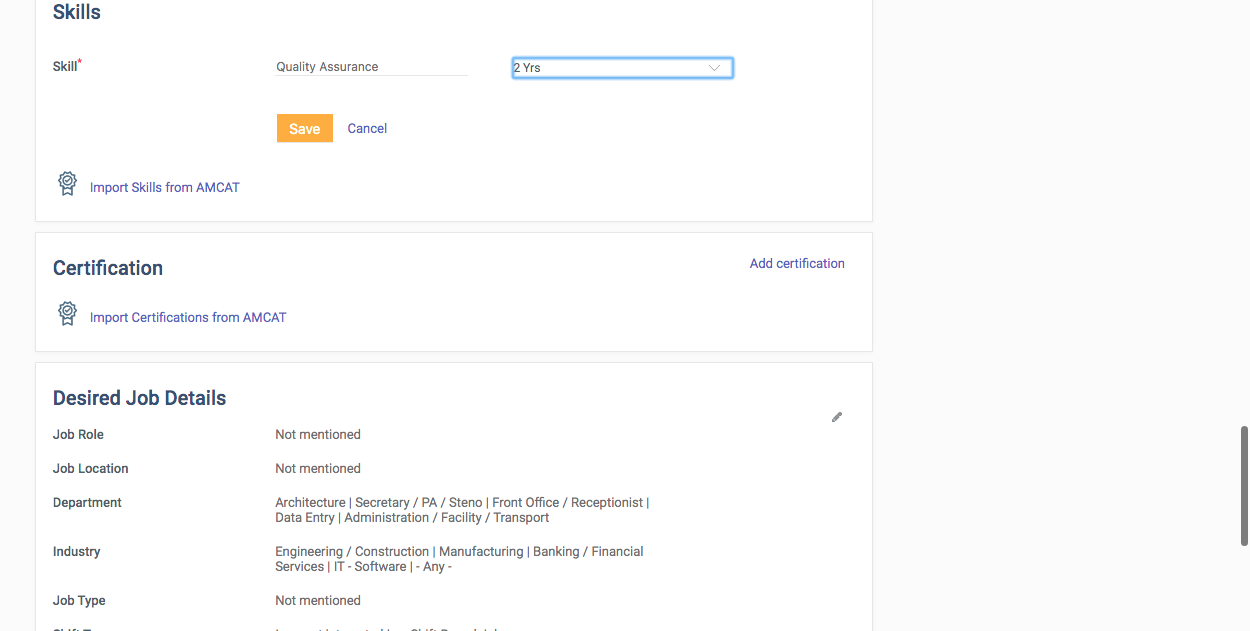 Skills
Skill* Quality Assurance 2 Yrs
Save Cancel
Import Skills from AMCAT
Certification Add certification
Import Certifications from AMCAT
Desired Job Details
Job Role Not mentioned
Job Location Not mentioned
Department Architecture | Secretary / PA / Steno | Front Office / Receptionist |
Data Entry | Administration / Facility / Transport
Industry Engineering / Construction | Manufacturing | Banking / Financial
Services | IT - Software | - Any -
Job Type Not mentioned